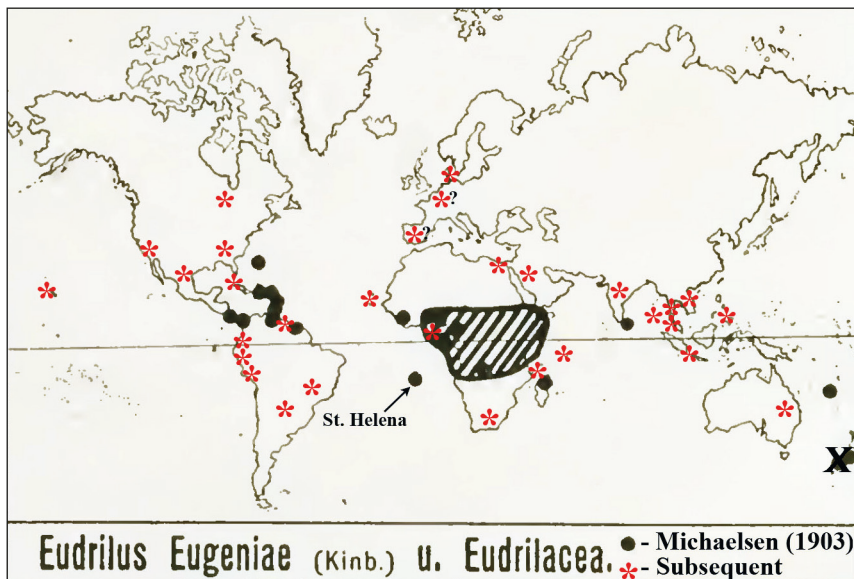 ?
?
St. Helena
X
Eudrilus Eugeniae (Kinb.) u. Eudrilacea.
● - Michaelsen (1903)
* - Subsequent